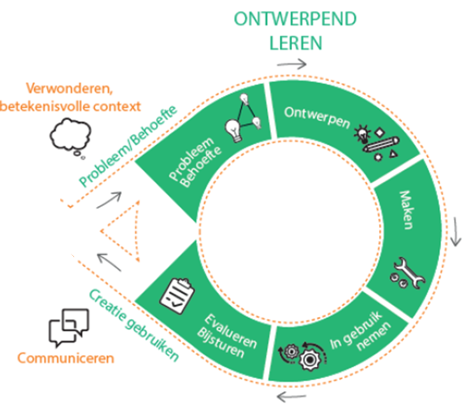 ONTWERPEND
LEREN
Verwonderen,
betekenisvolle context
Probleem/Behoefte
Probleem
Behoefte
Ontwerpen
Maken
In gebruik
nemen
Evalueren
Bijsturen
Creatie gebruiken
Communiceren